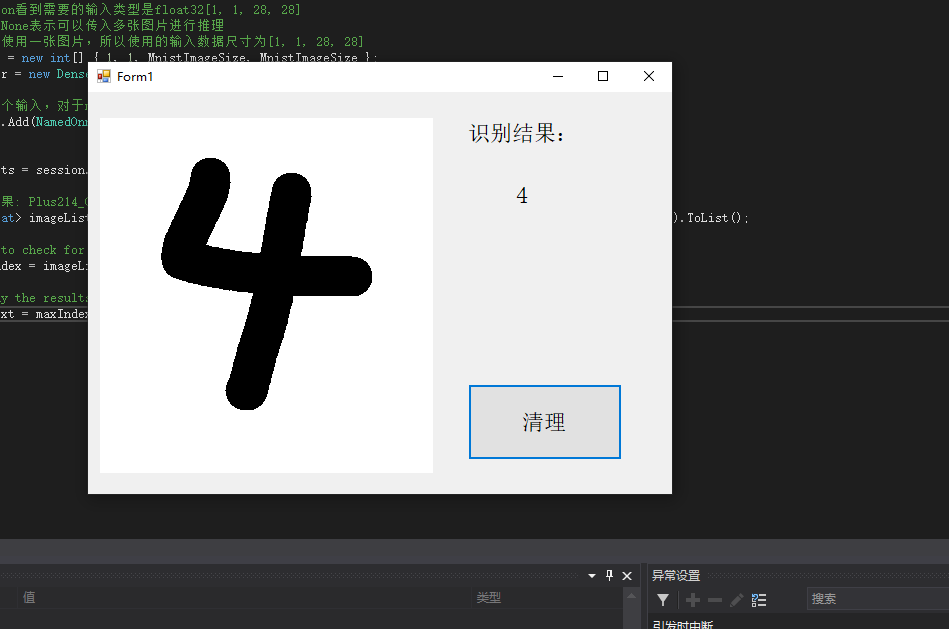 on看到需要的输入类型是float32[1, 1, 28, 28]
None表示可以传入多张图片进行推理
使用一张图片，所以使用的输入数据尺寸为[1, 1, 28, 28]
= new int[] { 1, 1, MnistImageSize, MnistImageSize };
r = new
Form1
个输入，对于
.Add(
识别结果：
4
4
ts = session.
果: Plus214_
at> imageList
).ToList();
to check for
dex =
y the results
xt = maxIndex
清理
值
类型
异常设置
搜索
引发时中断